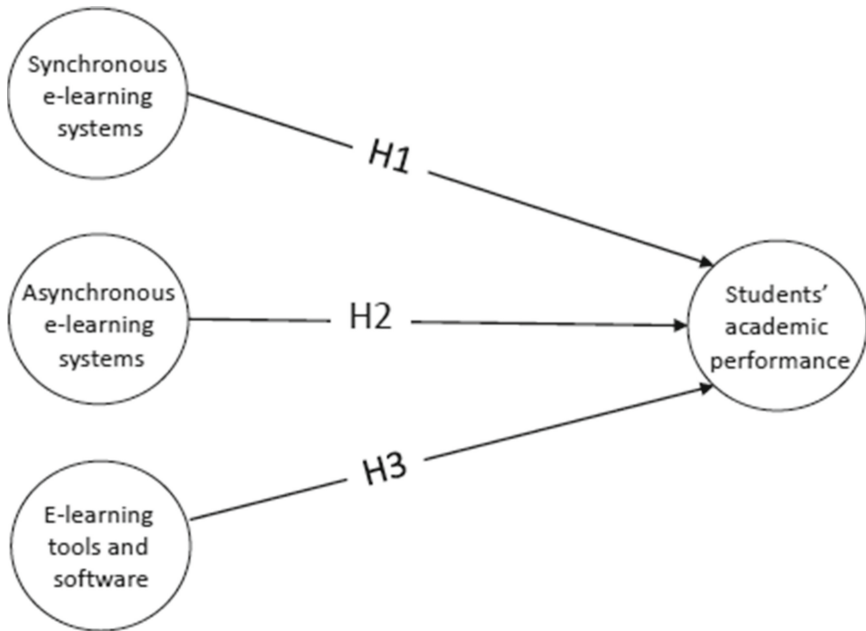 Synchronous
e-learning
systems
H1
Asynchronous
e-learning
systems
H2
Students’
academic
performance
H3
E-learning
tools and
software